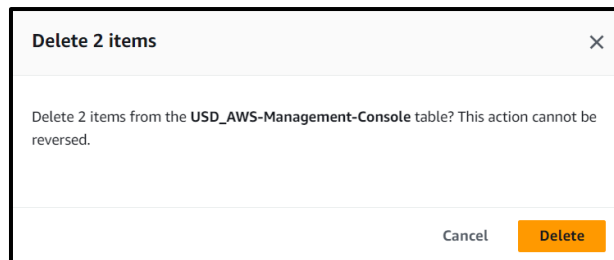 Delete 2 items
Delete 2 items from the USD_AWS-Management-Console table? This action cannot be
reversed.
Cancel
Delete